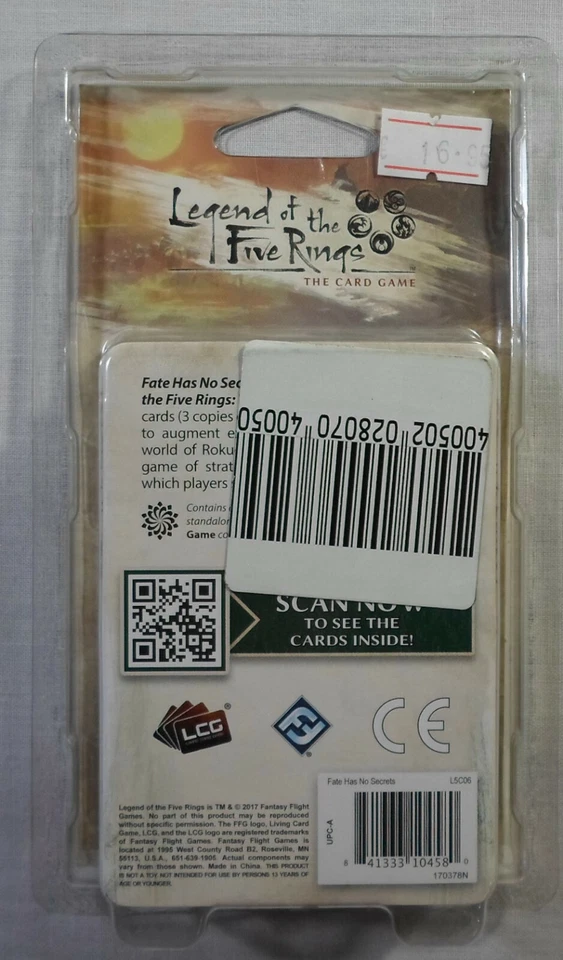 16.95
Legend of the
Five Rings
THE CARD GAME
Fate Has No Sec
the Five Rings:
cards (3 copies
to augment e
world of Roku
game of strat
which players
Contains
standalon
Game co
400502 028070 40050
SCAN NOW
TO SEE THE
CARDS INSIDE!
LCG
®
CE
Fate Has No Secrets L5C06
UPC-A
8 41333 10458 0
170378N
Legend of the Five Rings is TM & © 2017 Fantasy Flight
Games. No part of this product may be reproduced
without specific permission. The FFG logo, Living Card
Game, LCG, and the LCG logo are registered trademarks
of Fantasy Flight Games. Fantasy Flight Games is
located at 1995 West County Road B2, Roseville, MN
55113, U.S.A. 651-639-1905. Actual components may
vary from those shown. Made in China. THIS PRODUCT
IS NOT A TOY. NOT INTENDED FOR USE BY PERSONS 13 YEARS OF
AGE OR YOUNGER.